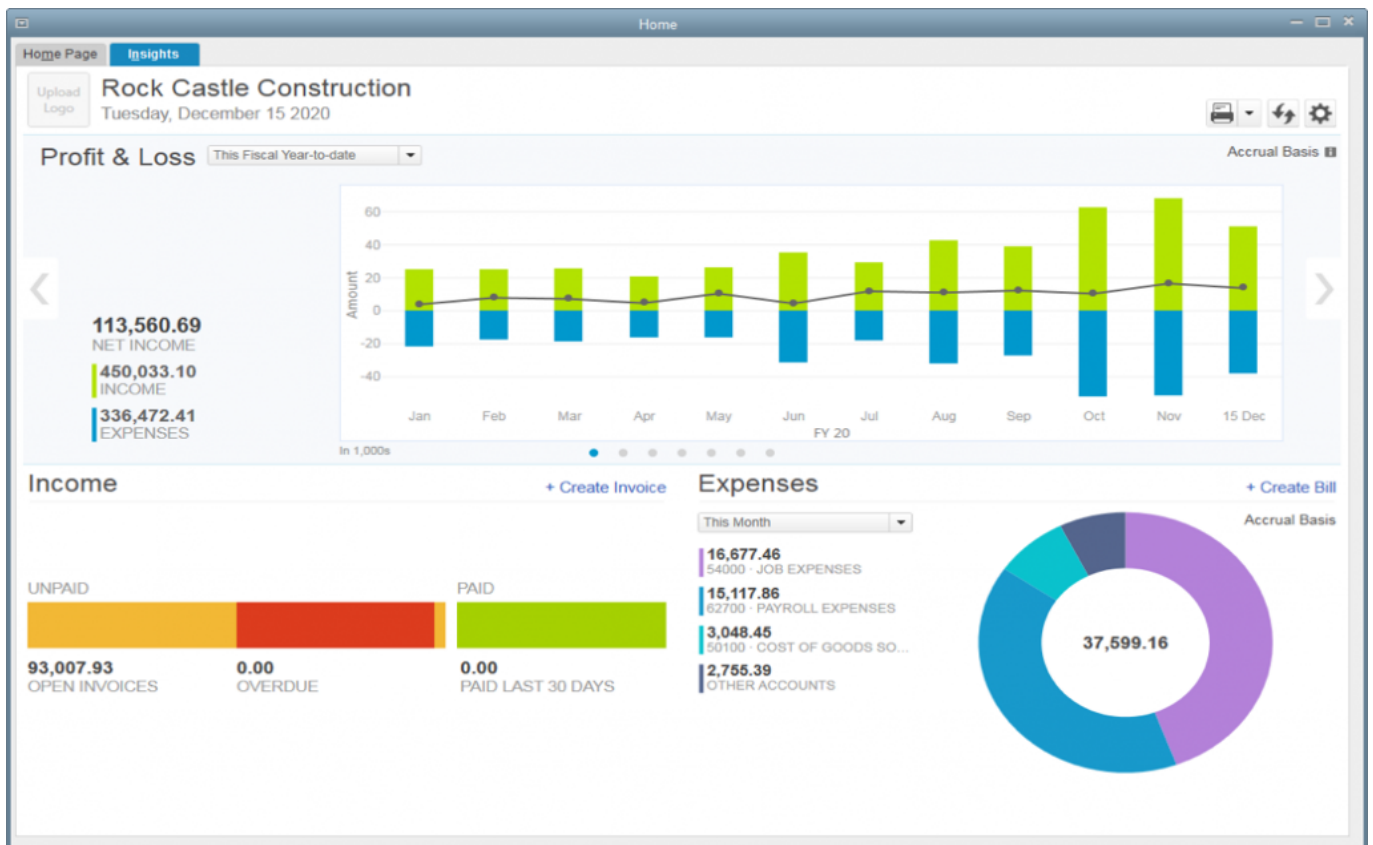 Home
Home Page Insights
Upload
Logo
Rock Castle Construction
Tuesday, December 15 2020
Profit & Loss This Fiscal Year-to-date
Accrual Basis
113,560.69
NET INCOME
450,033.10
INCOME
336,472.41
EXPENSES
Amount
60
40
20
0
-20
-40
Jan Feb Mar Apr May Jun Jul Aug Sep Oct Nov 15 Dec
FY 20
In 1,000s
Income
+ Create Invoice
UNPAID
PAID
93,007.93
OPEN INVOICES
0.00
OVERDUE
0.00
PAID LAST 30 DAYS
Expenses
+ Create Bill
This Month
Accrual Basis
16,677.46
54000 · JOB EXPENSES
15,117.86
62700 · PAYROLL EXPENSES
3,048.45
50100 · COST OF GOODS SO...
2,755.39
OTHER ACCOUNTS
37,599.16